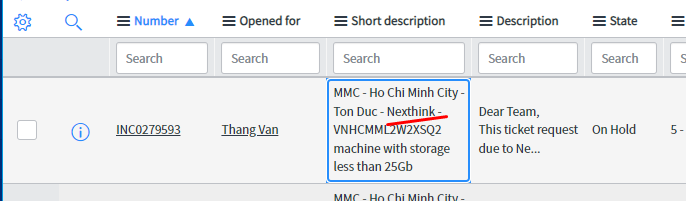 Number ▲ Opened for Short description Description State
Search Search Search Search Search
INC0279593
Thang Van
MMC - Ho Chi Minh City -
Ton Duc - Nexthink -
VNHCMML2W2XSQ2
machine with storage
less than 25Gb
Dear Team,
This ticket request
due to Ne...
On Hold
5 -
MMC - Ho Chi Minh City -